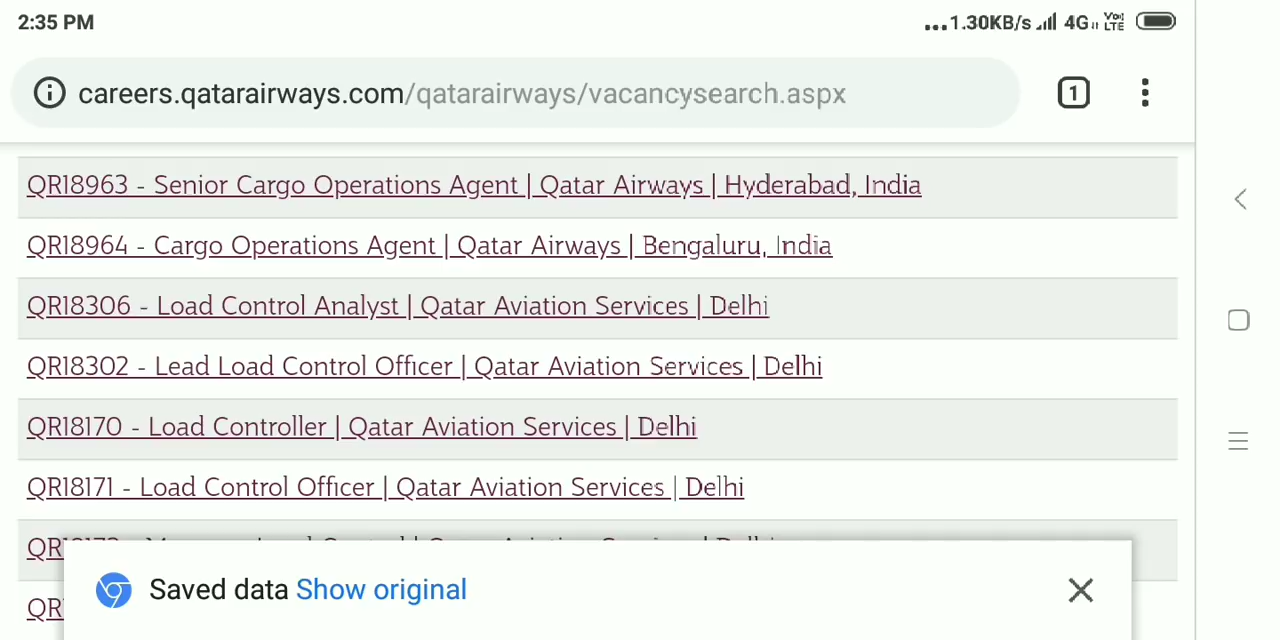 2:35 PM
...1.30KB/s 4G Vo) LTE
careers.qatarairways.com/qatarairways/vacancysearch.aspx
1
QR18963 - Senior Cargo Operations Agent | Qatar Airways | Hyderabad, India
QR18964 - Cargo Operations Agent | Qatar Airways | Bengaluru, India
QR18306 - Load Control Analyst | Qatar Aviation Services | Delhi
QR18302 - Lead Load Control Officer | Qatar Aviation Services | Delhi
QR18170 - Load Controller | Qatar Aviation Services | Delhi
QR18171 - Load Control Officer | Qatar Aviation Services | Delhi
Saved data Show original